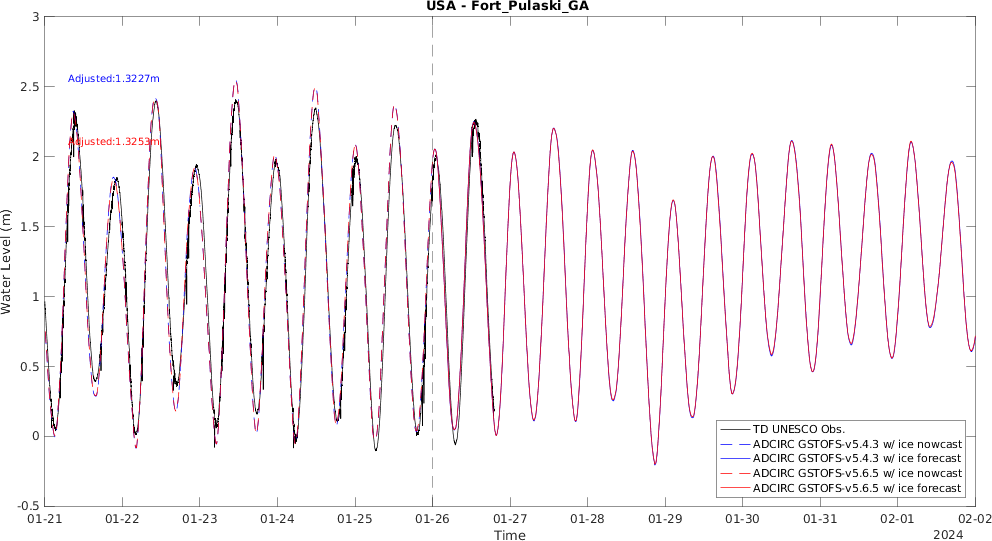 USA - Fort_Pulaski_GA
3
2.5
2
1.5
1
0.5
0
-0.5
Water Level (m)
Adjusted:1.3227m
Adjusted:1.3253m
TD UNESCO Obs.
ADCIRC GSTOFS-v5.4.3 w/ ice nowcast
ADCIRC GSTOFS-v5.4.3 w/ ice forecast
ADCIRC GSTOFS-v5.6.5 w/ ice nowcast
ADCIRC GSTOFS-v5.6.5 w/ ice forecast
01-21 01-22 01-23 01-24 01-25 01-26 01-27 01-28 01-29 01-30 01-31 02-01 02-02
Time
2024